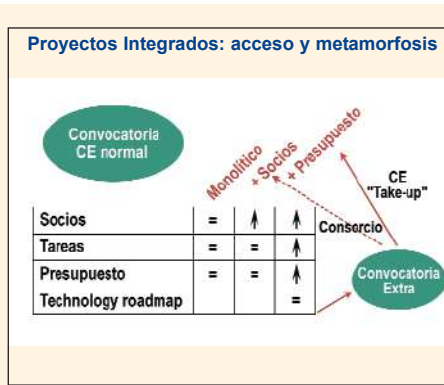 Proyectos Integrados: acceso y metamorfosis
Convocatoria
CE normal
Monolítico
+ Socios
+ Presupuesto
CE
"Take-up"
Socios = ↑ ↑
Consorcio
Tareas = = ↑
Presupuesto = = ↑
Technology roadmap =
Convocatoria
Extra